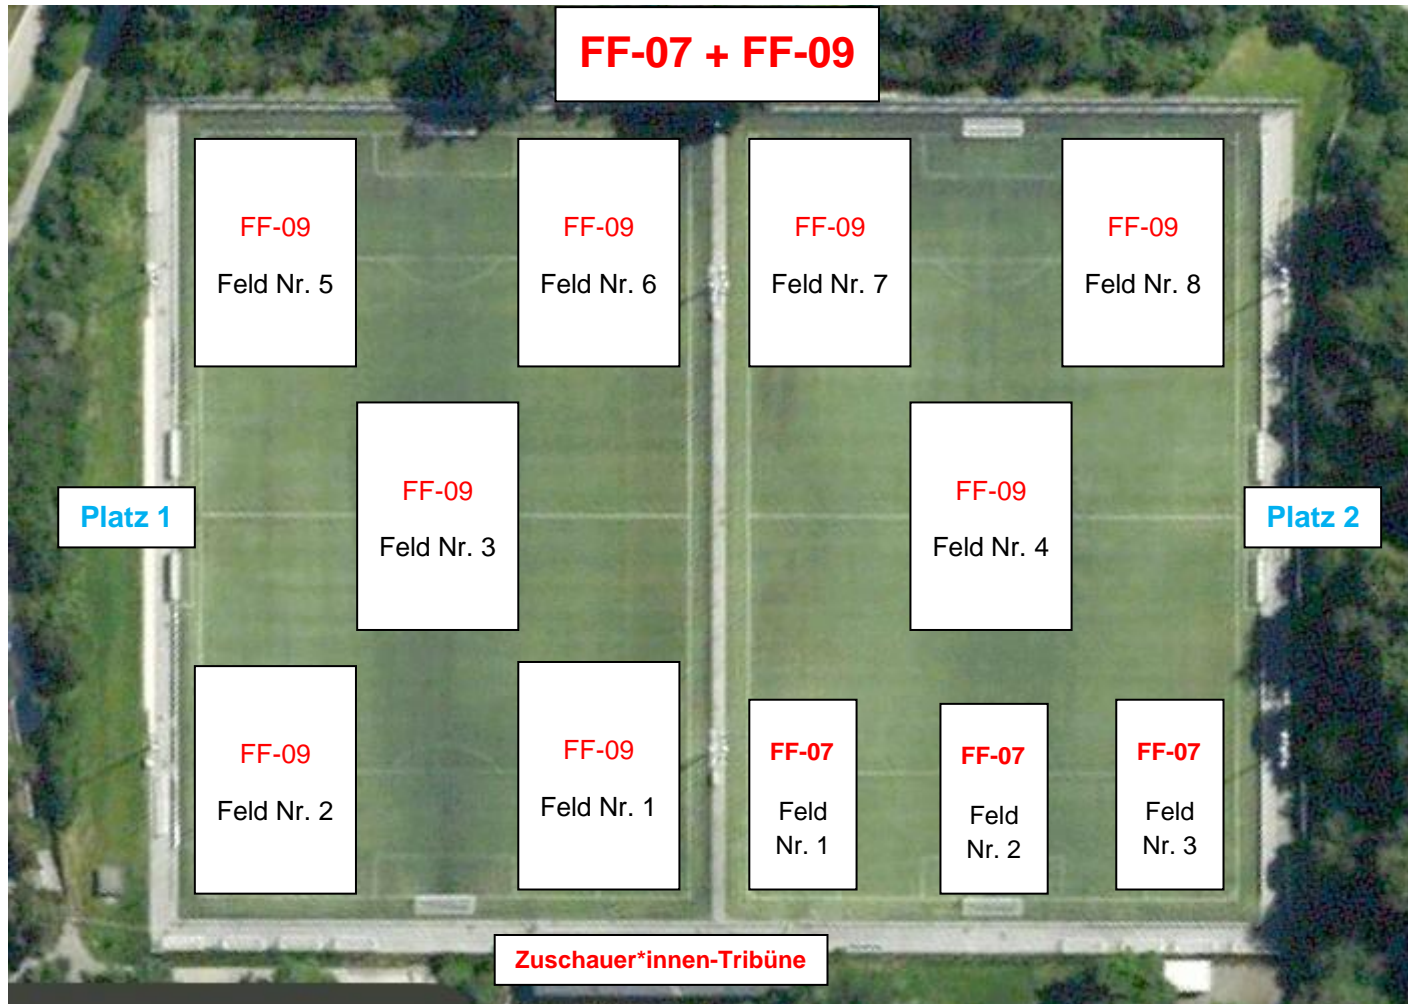 FF-07 + FF-09
FF-09
Feld Nr. 5
FF-09
Feld Nr. 6
FF-09
Feld Nr. 7
FF-09
Feld Nr. 8
FF-09
Feld Nr. 3
FF-09
Feld Nr. 4
Platz 1
Platz 2
FF-09
Feld Nr. 2
FF-09
Feld Nr. 1
FF-07
Feld
Nr. 1
FF-07
Feld
Nr. 2
FF-07
Feld
Nr. 3
Zuschauer*innen-Tribüne